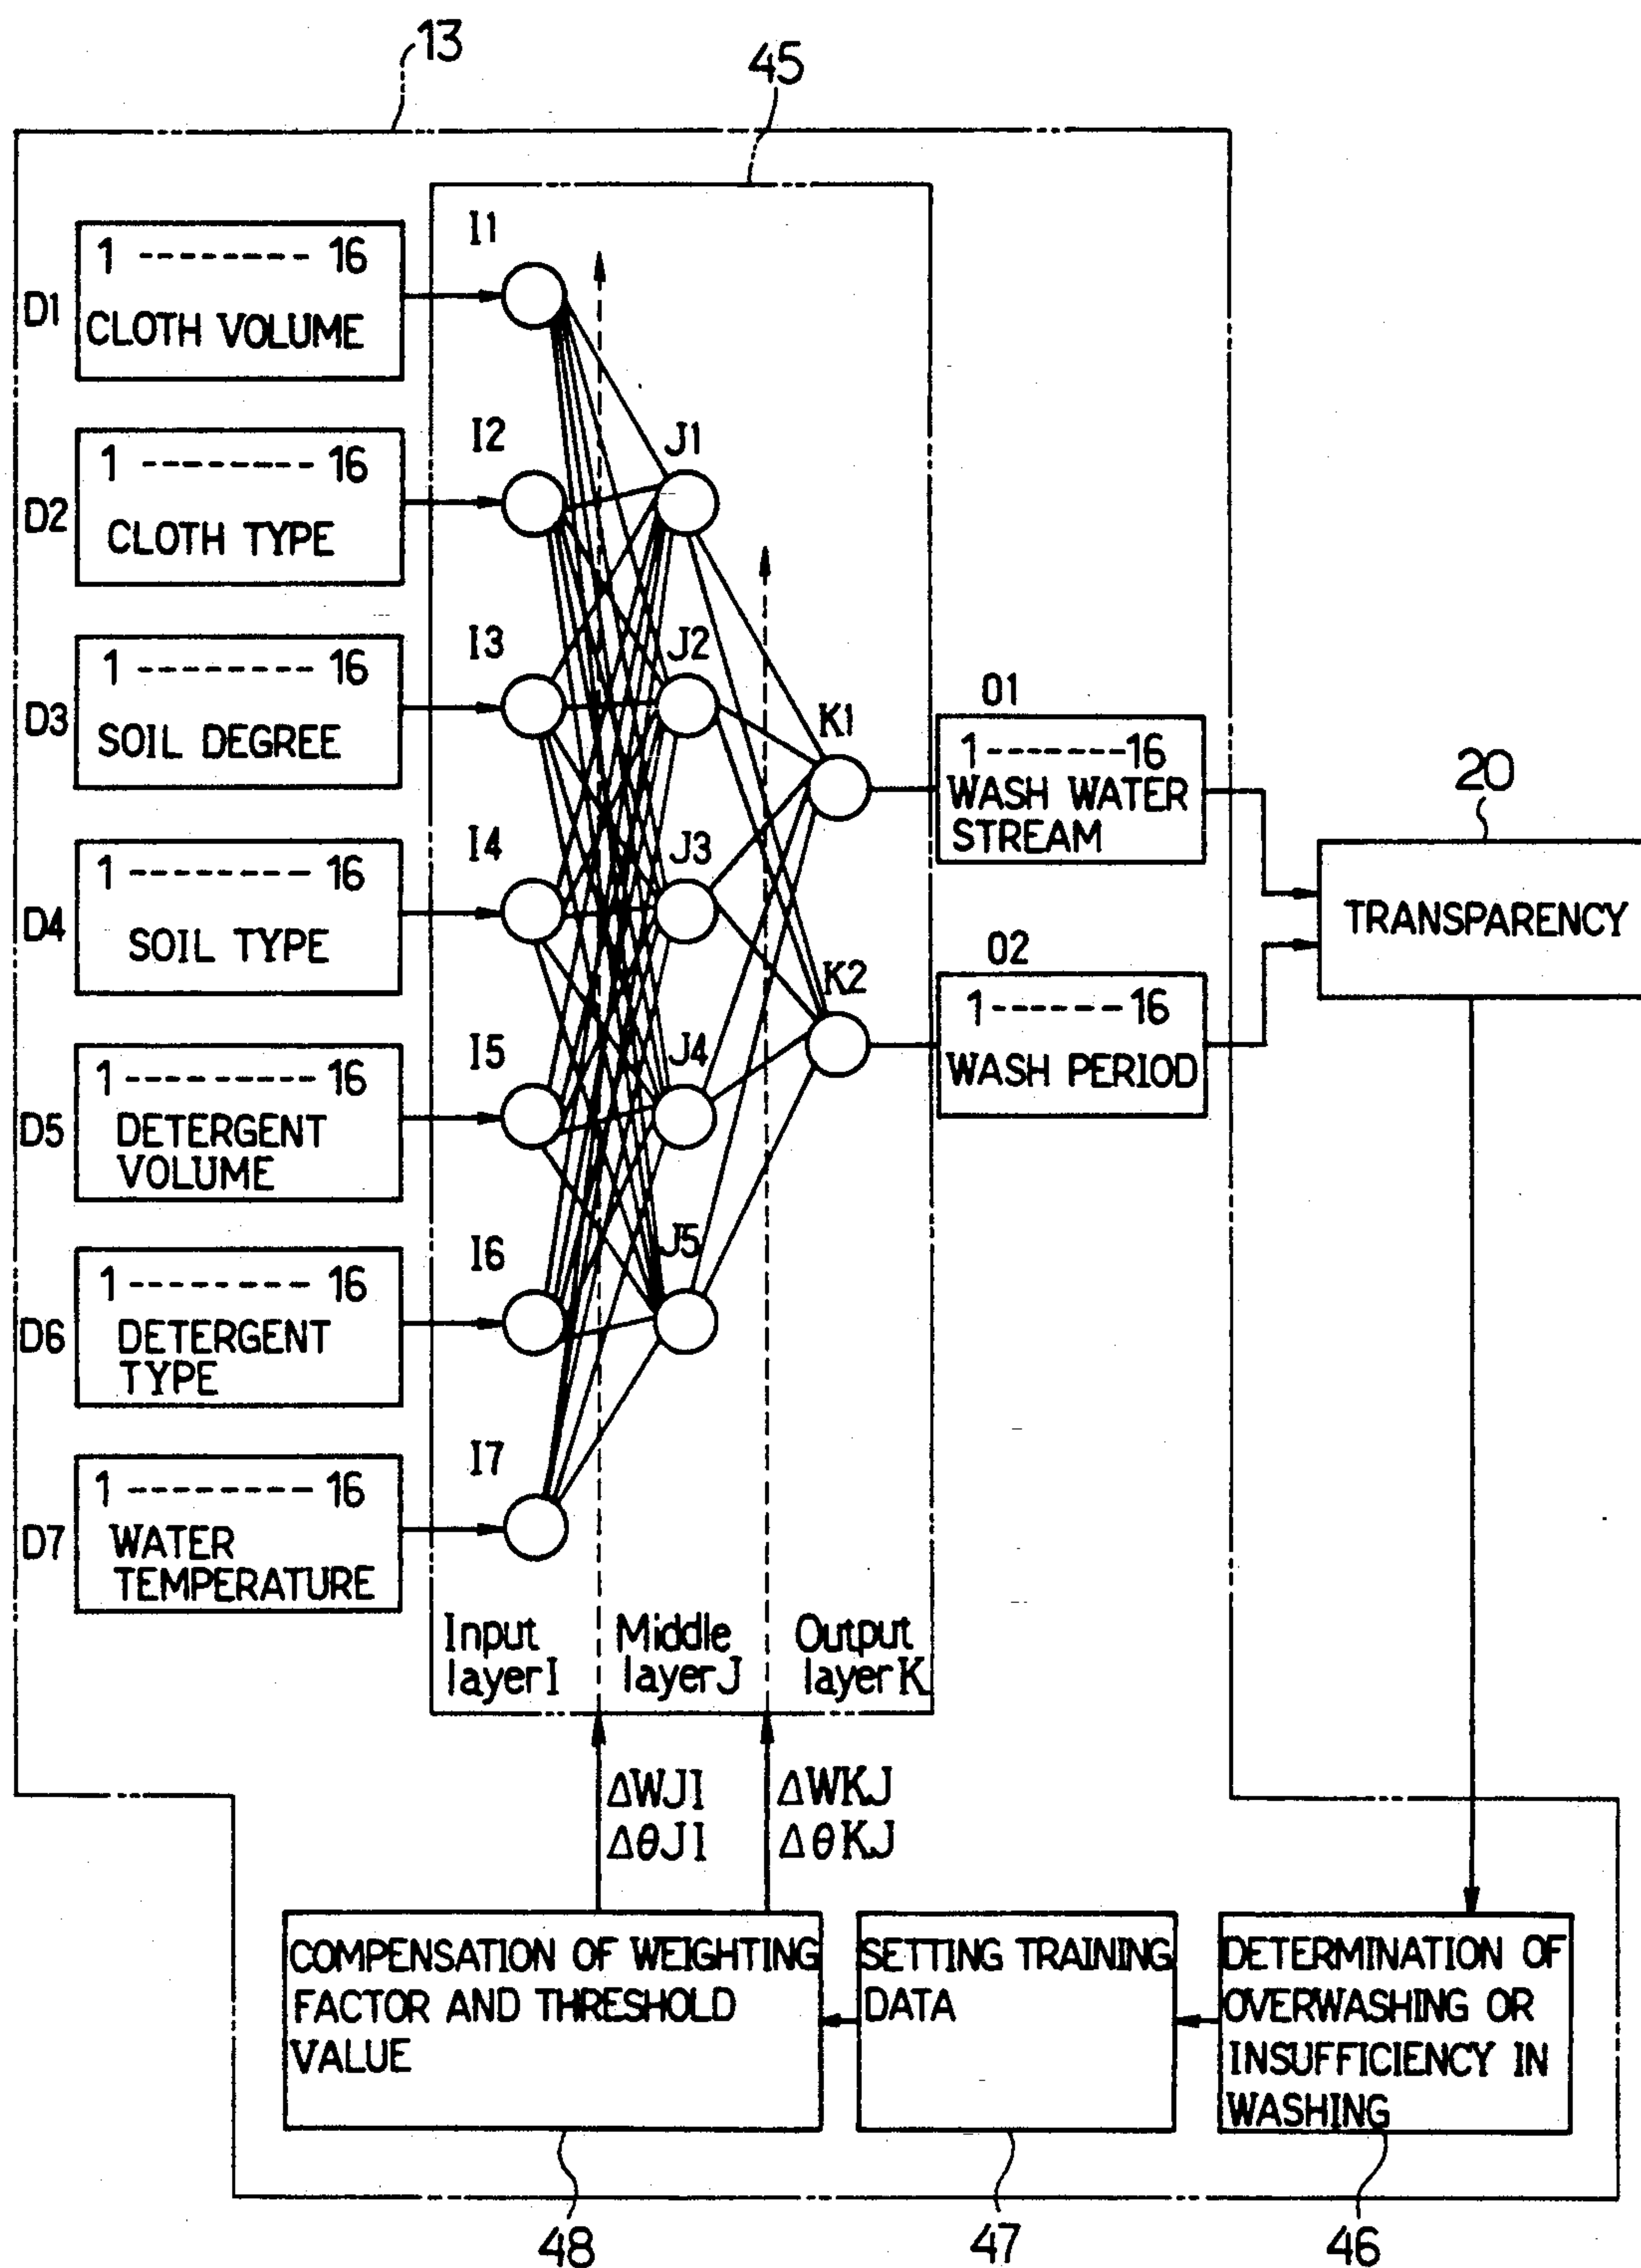 13
45
I1
1 -------- 16
D1
CLOTH VOLUME
I2
J1
1 -------- 16
D2
CLOTH TYPE
I3
J2
1 -------- 16
D3
SOIL DEGREE
K1
O1
1 ------- 16
WASH WATER
STREAM
20
TRANSPARENCY
I4
J3
1 -------- 16
D4
SOIL TYPE
K2
O2
1 ------ 16
WASH PERIOD
I5
J4
1 --------- 16
D5
DETERGENT
VOLUME
I6
J5
1 -------- 16
D6
DETERGENT
TYPE
I7
1 --------- 16
D7
WATER
TEMPERATURE
Input
layer I
Middle
layer J
Output
layer K
ΔWJI
ΔθJI
ΔWKJ
ΔθKJ
COMPENSATION OF WEIGHTING
FACTOR AND THRESHOLD
VALUE
SETTING TRAINING
DATA
DETERMINATION OF
OVERWASHING OR
INSUFFICIENCY IN
WASHING
48
47
46